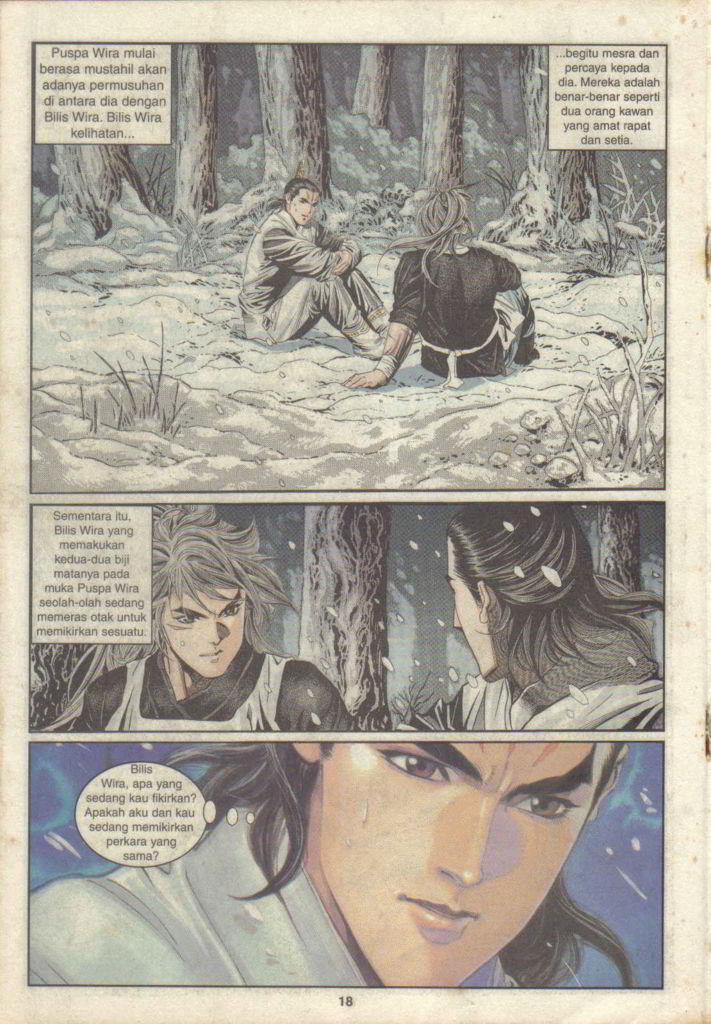 Puspa Wira mulai
berasa mustahil akan
adanya permusuhan
di antara dia dengan
Bilis Wira. Bilis Wira
kelihatan...
...begitu mesra dan
percaya kepada
dia. Mereka adalah
benar-benar seperti
dua orang kawan
yang amat rapat
dan setia.
Sementara itu,
Bilis Wira yang
memakukan
kedua-dua biji
matanya pada
muka Puspa Wira
seolah-olah sedang
memeras otak untuk
memikirkan sesuatu.
Bilis
Wira, apa yang
sedang kau fikirkan?
Apakah aku dan kau
sedang memikirkan
perkara yang
sama?
18